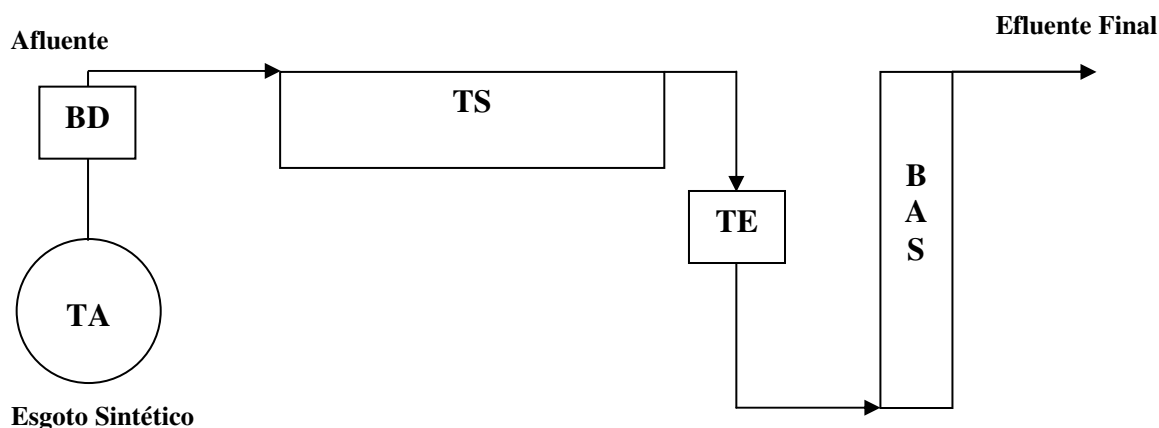 Efluente Final
Afluente
BD
TS
TE
B
A
S
TA
Esgoto Sintético